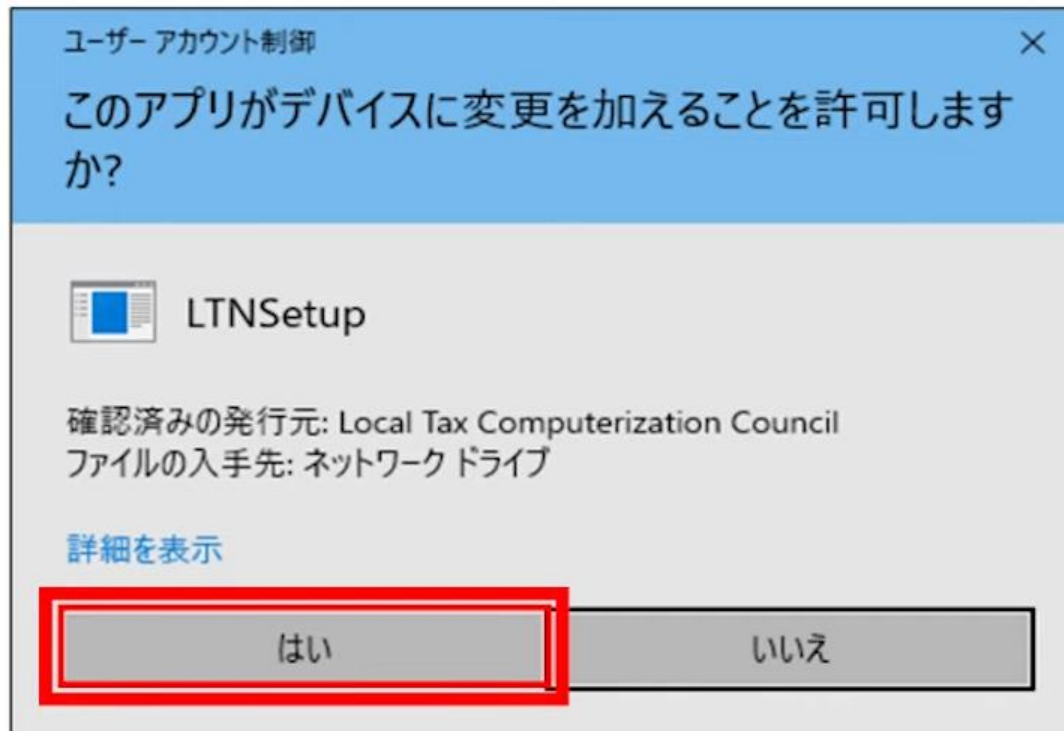 ユーザー アカウント制御
このアプリがデバイスに変更を加えることを許可します
か?
LTNSetup
確認済みの発行元: Local Tax Computerization Council
ファイルの入手先: ネットワーク ドライブ
詳細を表示
はい
いいえ